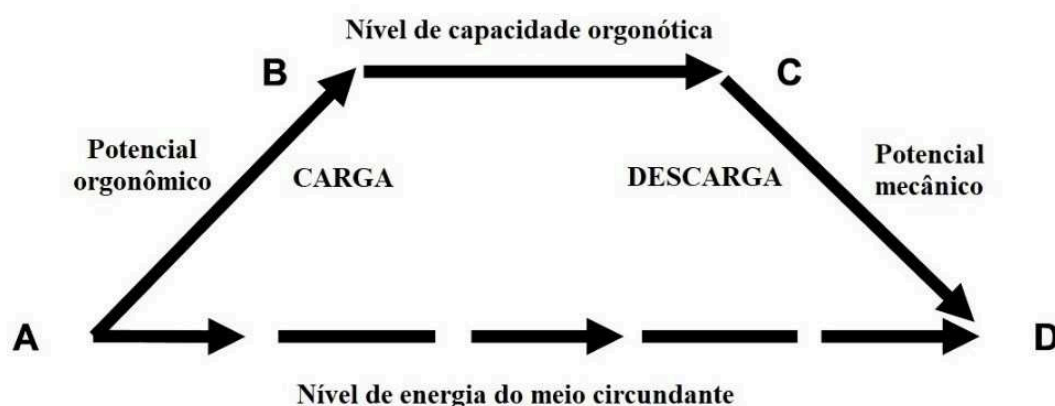 Nível de capacidade orgonótica
B
C
Potencial
orgonômico
CARGA
DESCARGA
Potencial
mecânico
A
D
Nível de energia do meio circundante